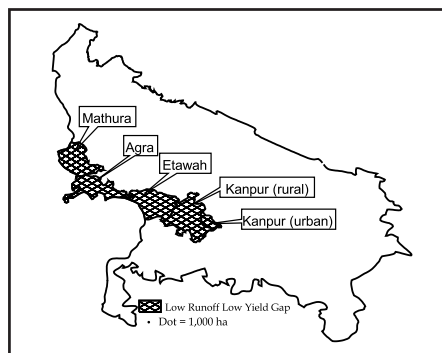 Mathura
Agra
Etawah
Kanpur (rural)
Kanpur (urban)
Low Runoff Low Yield Gap
• Dot = 1,000 ha